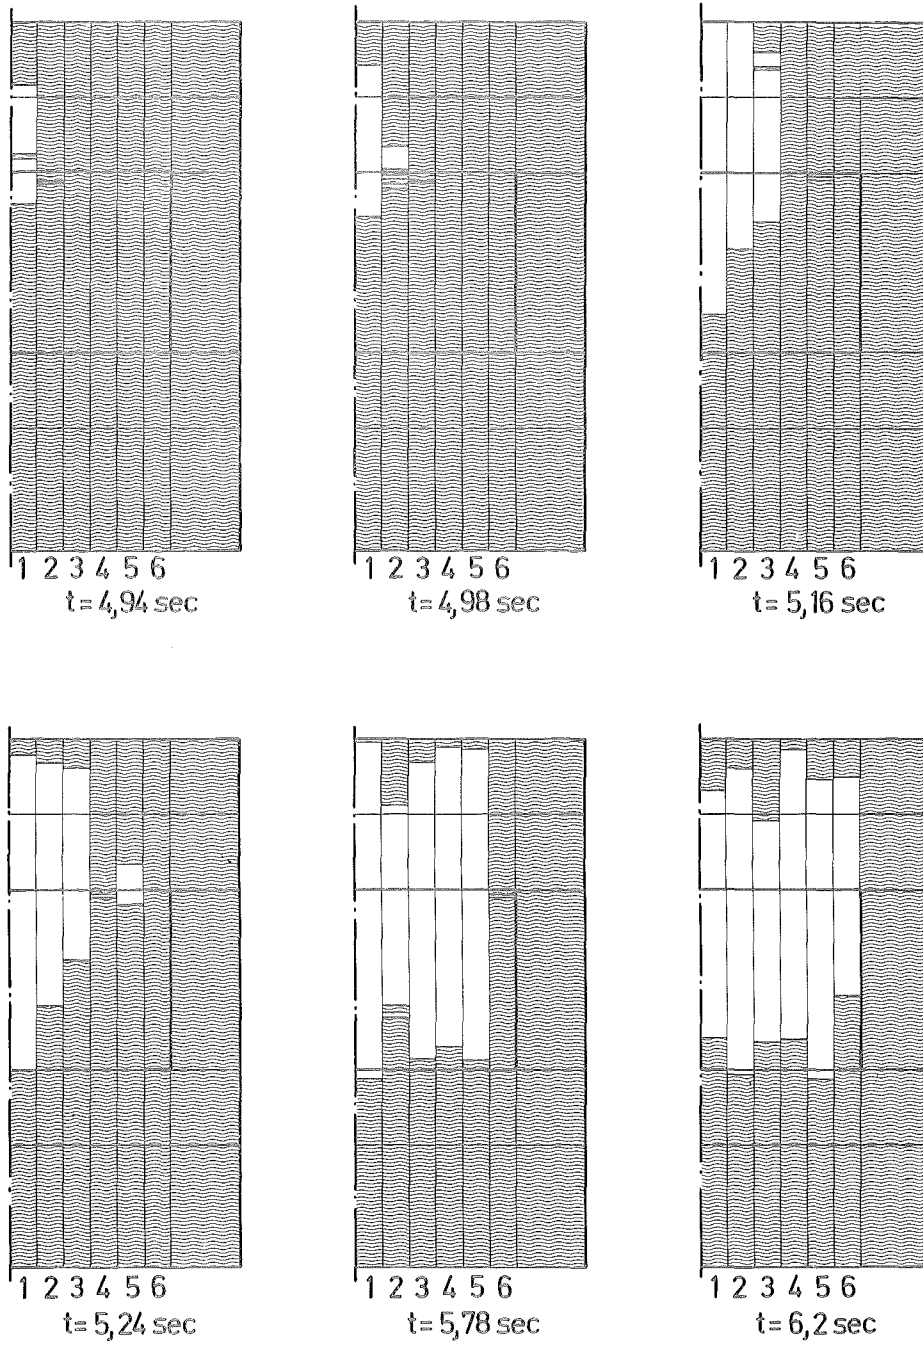 1 2 3 4 5 6
t= 4,94 sec
1 2 3 4 5 6
t= 4,98 sec
1 2 3 4 5 6
t= 5,16 sec
1 2 3 4 5 6
t= 5,24 sec
1 2 3 4 5 6
t= 5,78 sec
1 2 3 4 5 6
t= 6,2 sec